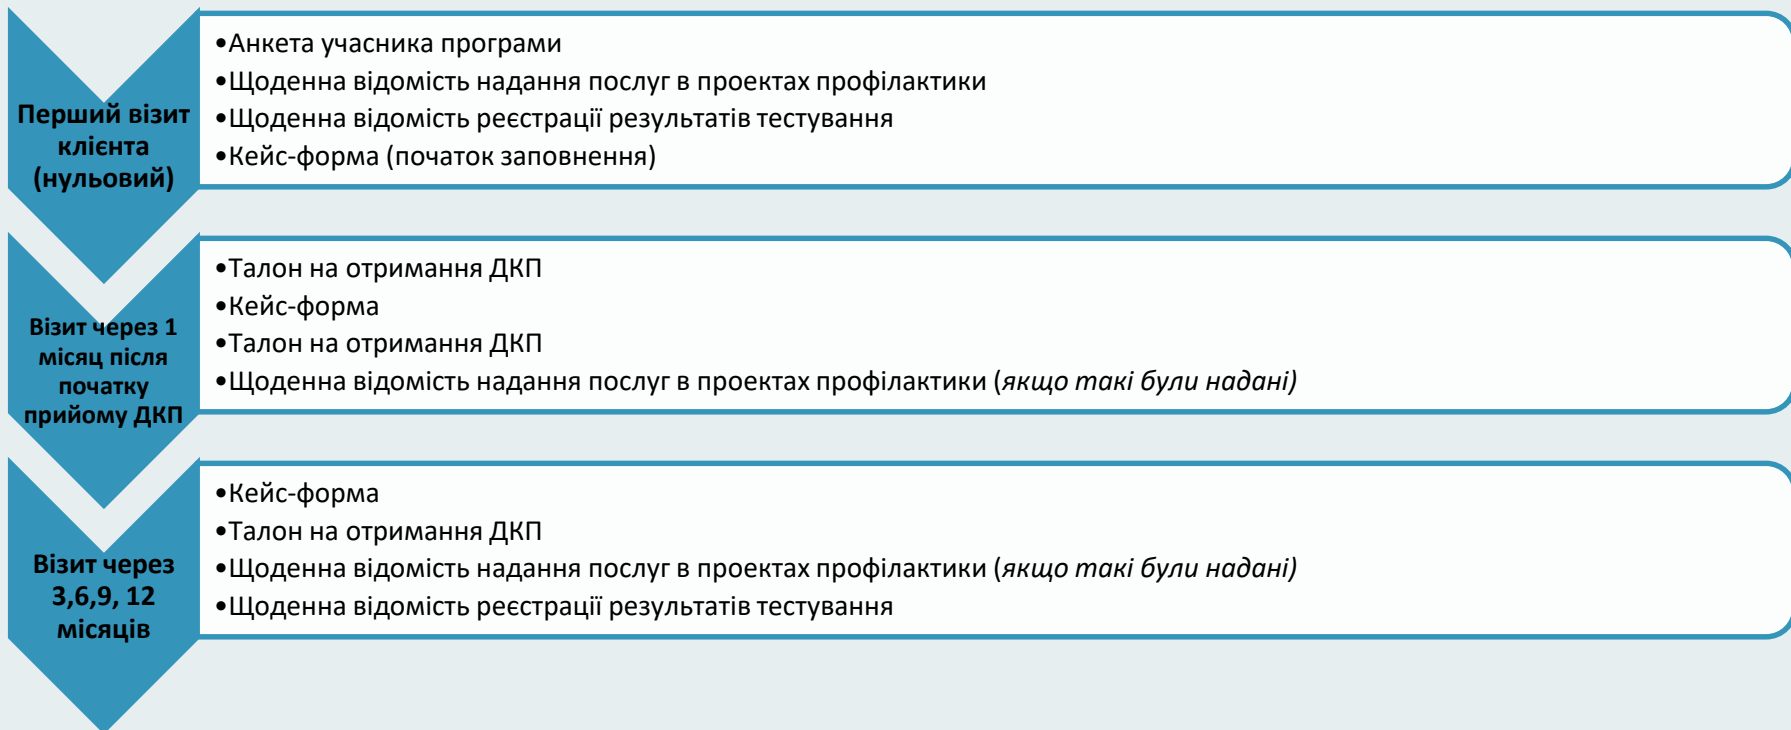 Перший візит
клієнта
(нульовий)
•Анкета учасника програми
•Щоденна відомість надання послуг в проектах профілактики
•Щоденна відомість реєстрації результатів тестування
•Кейс-форма (початок заповнення)
Візит через 1
місяц після
початку
прийому ДКП
•Талон на отримання ДКП
•Кейс-форма
•Талон на отримання ДКП
•Щоденна відомість надання послуг в проектах профілактики (якщо такі були надані)
Візит через
3,6,9, 12
місяців
•Кейс-форма
•Талон на отримання ДКП
•Щоденна відомість надання послуг в проектах профілактики (якщо такі були надані)
•Щоденна відомість реєстрації результатів тестування